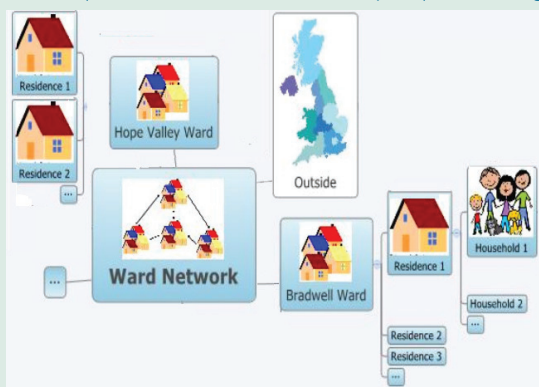 Residence 1
Residence 2
...
Hope Valley Ward
Outside
Ward Network
...
Bradwell Ward
Residence 1
Residence 2
Residence 3
...
Household 1
Household 2
...